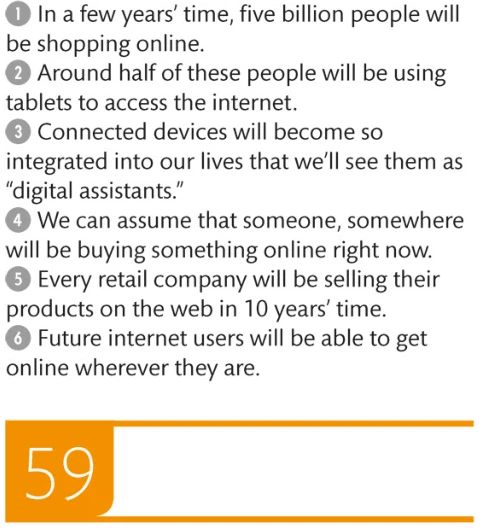 1 In a few years’ time, five billion people will
be shopping online.
2 Around half of these people will be using
tablets to access the internet.
3 Connected devices will become so
integrated into our lives that we’ll see them as
“digital assistants.”
4 We can assume that someone, somewhere
will be buying something online right now.
5 Every retail company will be selling their
products on the web in 10 years’ time.
6 Future internet users will be able to get
online wherever they are.
59